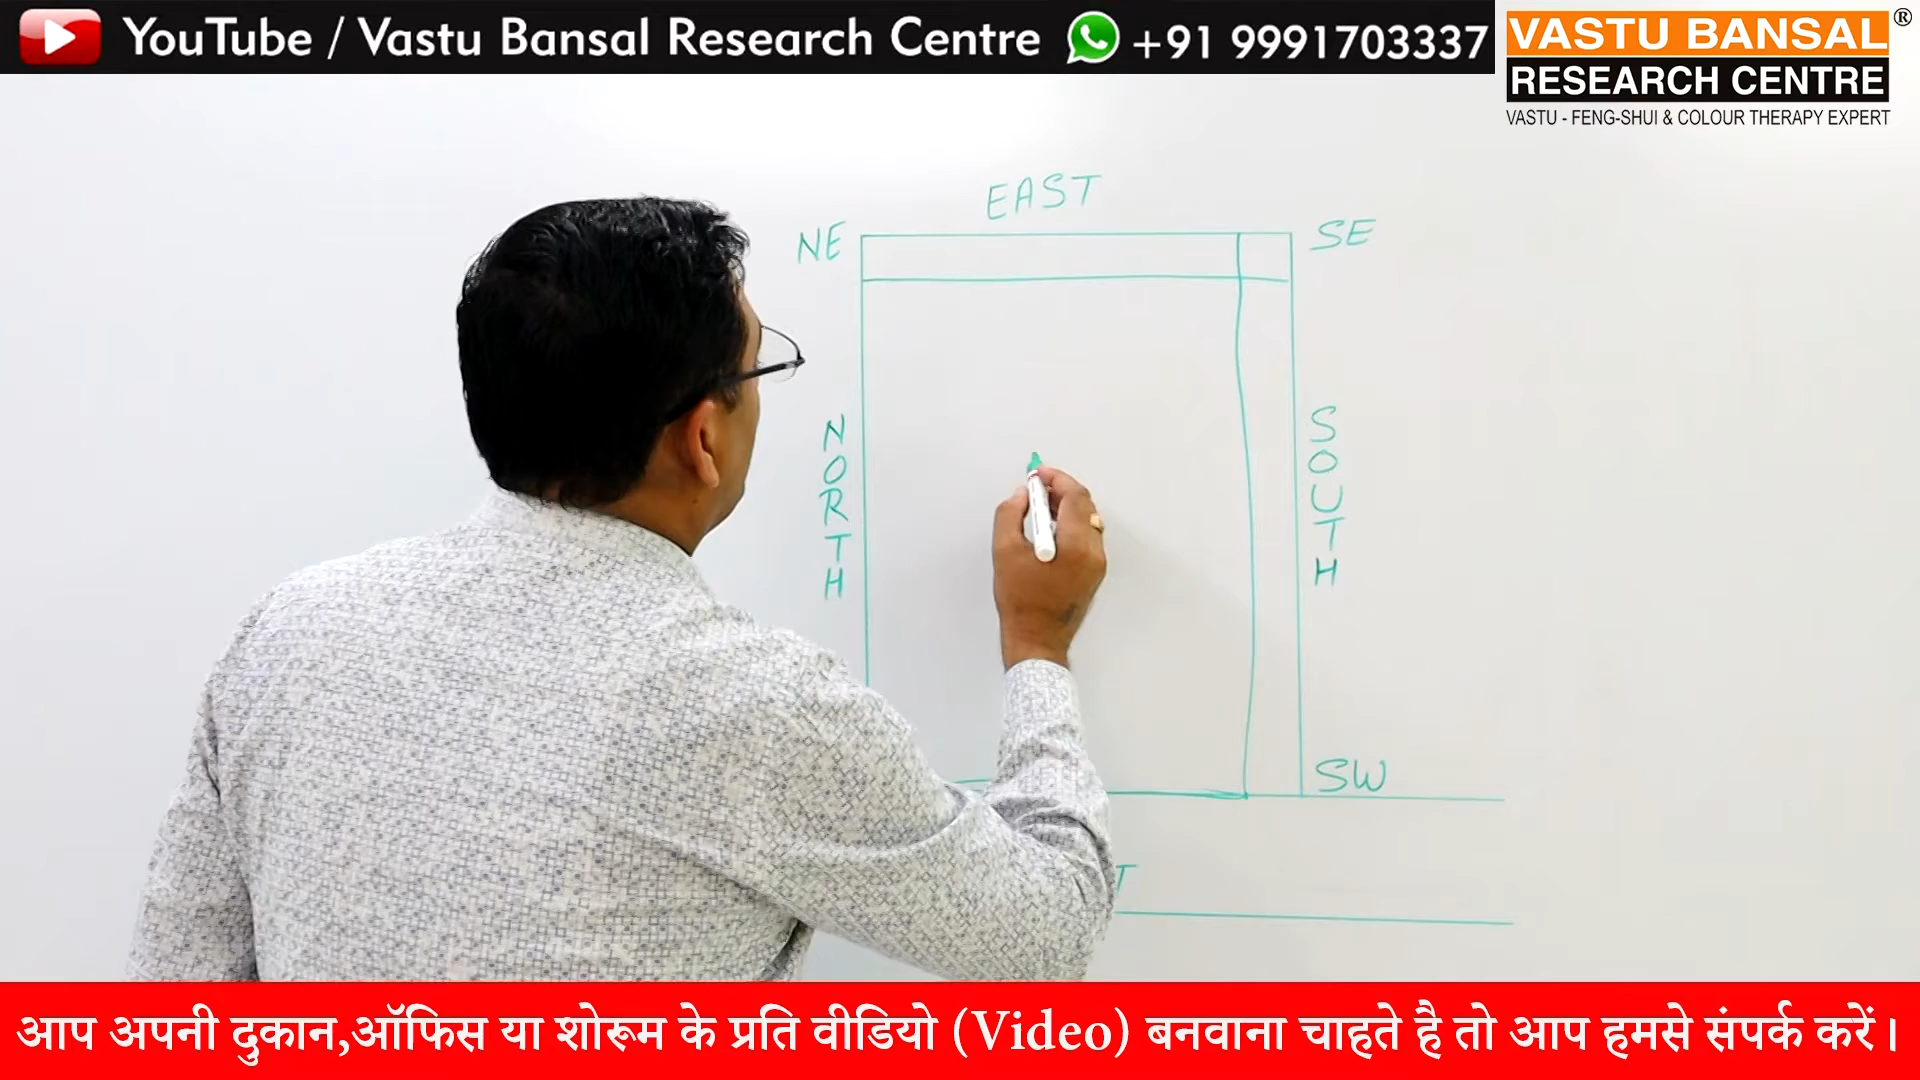 YouTube / Vastu Bansal Research Centre +91 9991703337
VASTU BANSAL ®
RESEARCH CENTRE
VASTU - FENG-SHUI & COLOUR THERAPY EXPERT
EAST
NE
SE
NORTH
SOUTH
SW
T
आप अपनी दुकान,ऑफिस या शोरूम के प्रति वीडियो (Video) बनवाना चाहते है तो आप हमसे संपर्क करें।